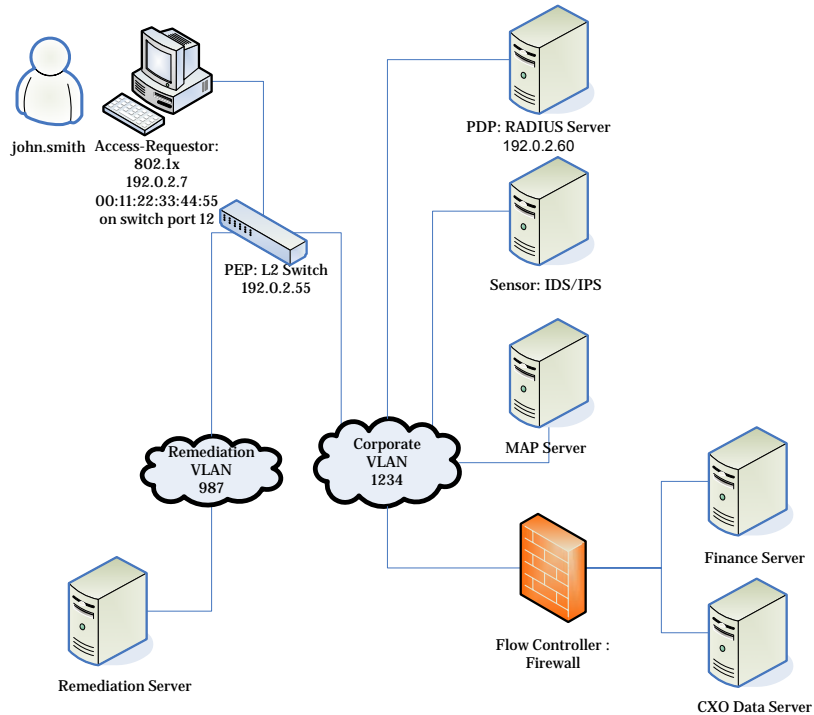 john.smith
Access-Requestor:
802.1x
192.0.2.7
00:11:22:33:44:55
on switch port 12
PDP: RADIUS Server
192.0.2.60
PEP: L2 Switch
192.0.2.55
Sensor: IDS/IPS
MAP Server
Remediation
VLAN
987
Corporate
VLAN
1234
Finance Server
Flow Controller :
Firewall
Remediation Server
CXO Data Server